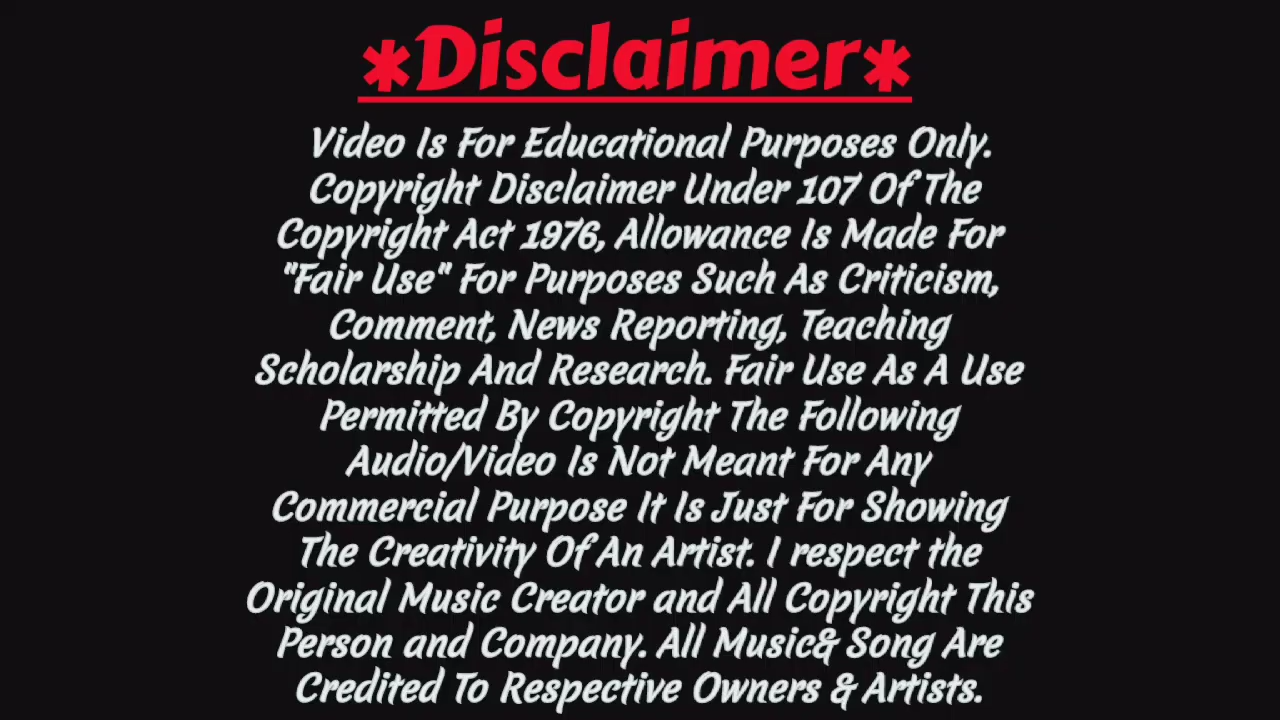 *Disclaimer*
Video Is For Educational Purposes Only.
Copyright Disclaimer Under 107 Of The
Copyright Act 1976, Allowance Is Made For
"Fair Use" For Purposes Such As Criticism,
Comment, News Reporting, Teaching
Scholarship And Research. Fair Use As A Use
Permitted By Copyright The Following
Audio/Video Is Not Meant For Any
Commercial Purpose It Is Just For Showing
The Creativity Of An Artist. I respect the
Original Music Creator and All Copyright This
Person and Company. All Music& Song Are
Credited To Respective Owners & Artists.